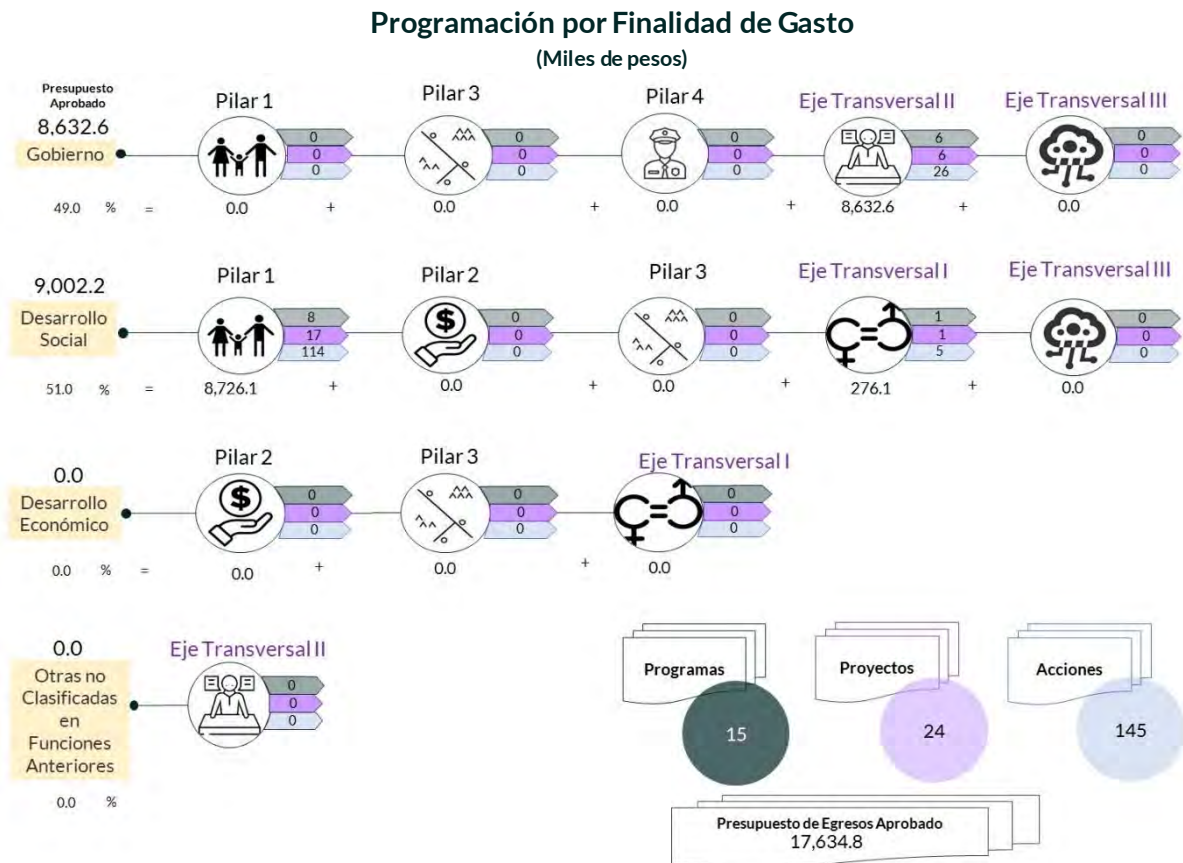 Programación por Finalidad de Gasto
(Miles de pesos)
Presupuesto
Aprobado
8,632.6
Gobierno
Pilar 1
0
0
0
Pilar 3
0
0
0
Pilar 4
0
0
0
Eje Transversal II
6
6
26
Eje Transversal III
0
0
0
49.0 % = 0.0 + 0.0 + 0.0 + 8,632.6 + 0.0
9,002.2
Desarrollo
Social
Pilar 1
8
17
114
Pilar 2
$
0
0
0
Pilar 3
0
0
0
Eje Transversal I
1
1
5
Eje Transversal III
0
0
0
51.0 % = 8,726.1 + 0.0 + 0.0 + 276.1 + 0.0
0.0
Desarrollo
Económico
Pilar 2
$
0
0
0
Pilar 3
0
0
0
Eje Transversal I
0
0
0
0.0 % = 0.0 + 0.0 + 0.0
0.0
Otras no
Clasificadas
en
Funciones
Anteriores
Eje Transversal II
0
0
0
0.0 %
Programas
15
Proyectos
24
Acciones
145
Presupuesto de Egresos Aprobado
17,634.8